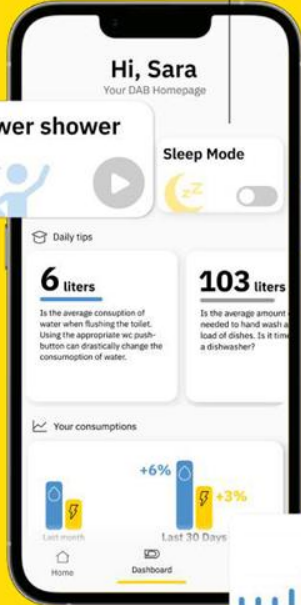 Hi, Sara
Your DAB Homepage
wer shower
Sleep Mode
zZ
Daily tips
6 liters
Is the average consuption of
water when flushing the toilet.
Using the appropriate wc push-
button can drastically change the
consumoption of water.
103 liters
Is the average amount
needed to hand wash a
load of dishes. Is it time
a dishwasher?
Your consumptions
+6%
+3%
Last month
Last 30 Days
Home
Dashboard